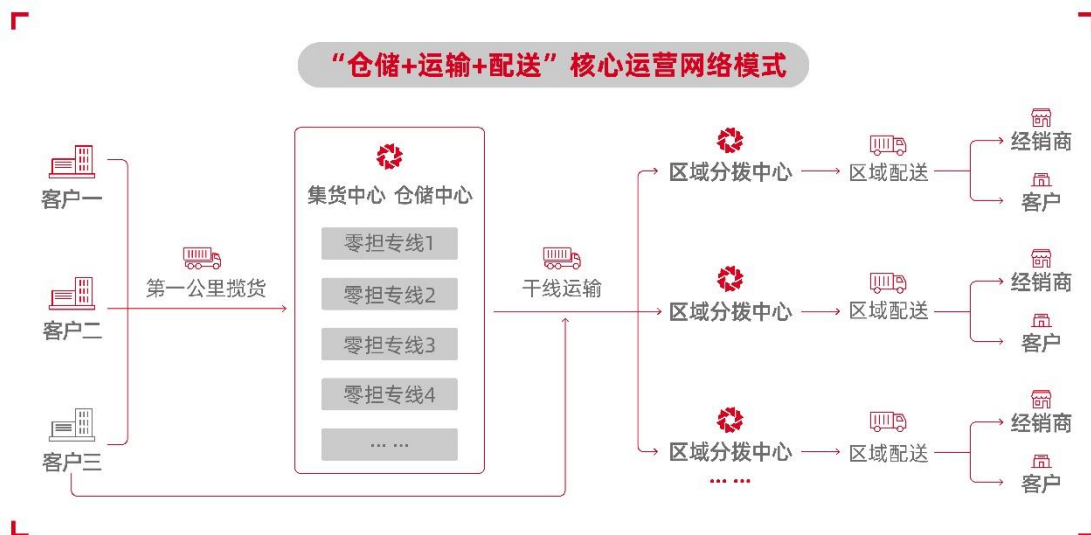 “仓储+运输+配送”核心运营网络模式
客户一
客户二
客户三
第一公里揽货
集货中心 仓储中心
零担专线1
零担专线2
零担专线3
零担专线4
... ...
干线运输
区域分拨中心
区域配送
经销商
客户
区域分拨中心
区域配送
经销商
客户
区域分拨中心
... ...
区域配送
经销商
客户